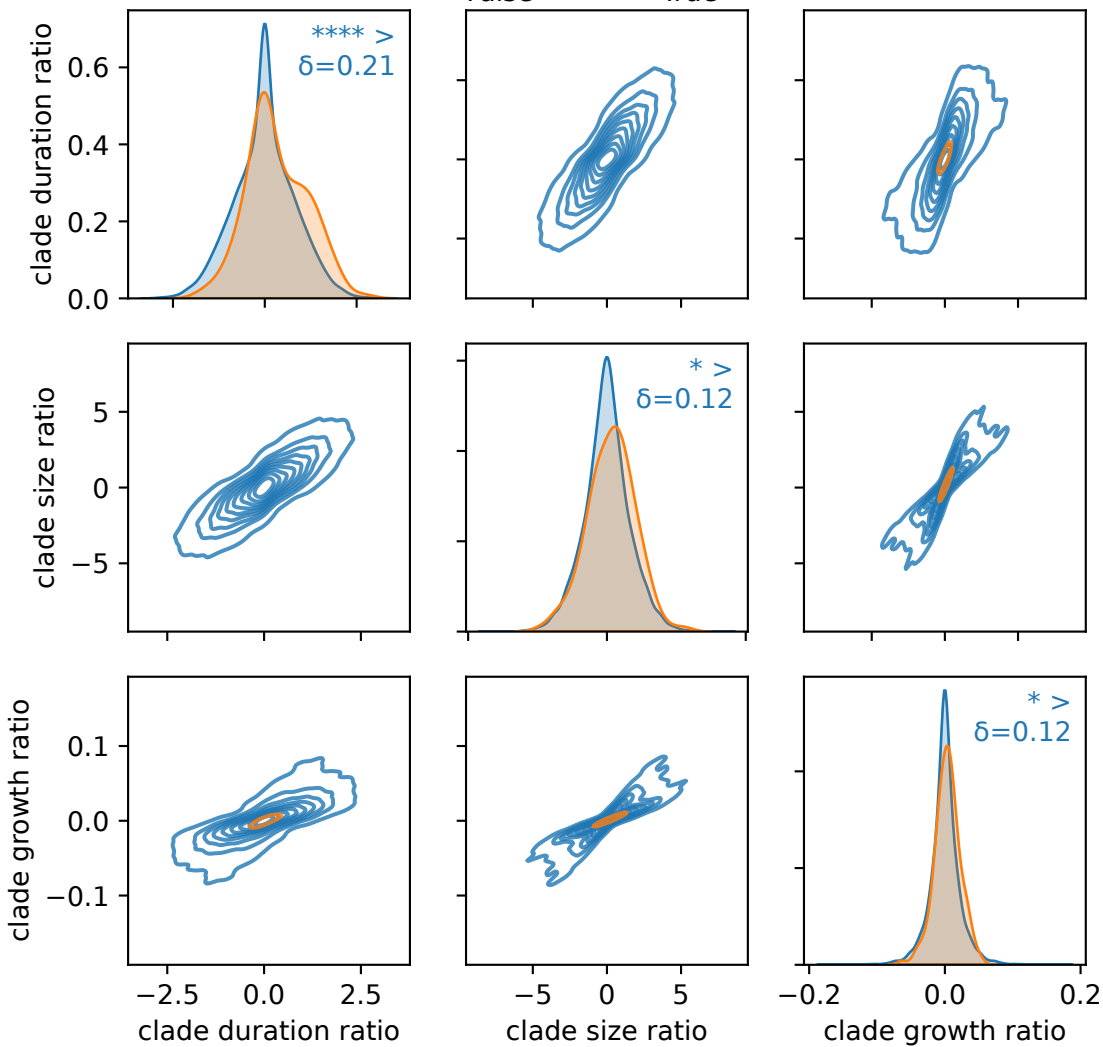 clade duration ratio
0.6
0.4
0.2
0.0
**** >
δ=0.21
clade size ratio
5
0
−5
* >
δ=0.12
clade growth ratio
0.1
0.0
−0.1
* >
δ=0.12
−2.5 0.0 2.5
−5 0 5
−0.2 0.0 0.2
clade duration ratio
clade size ratio
clade growth ratio